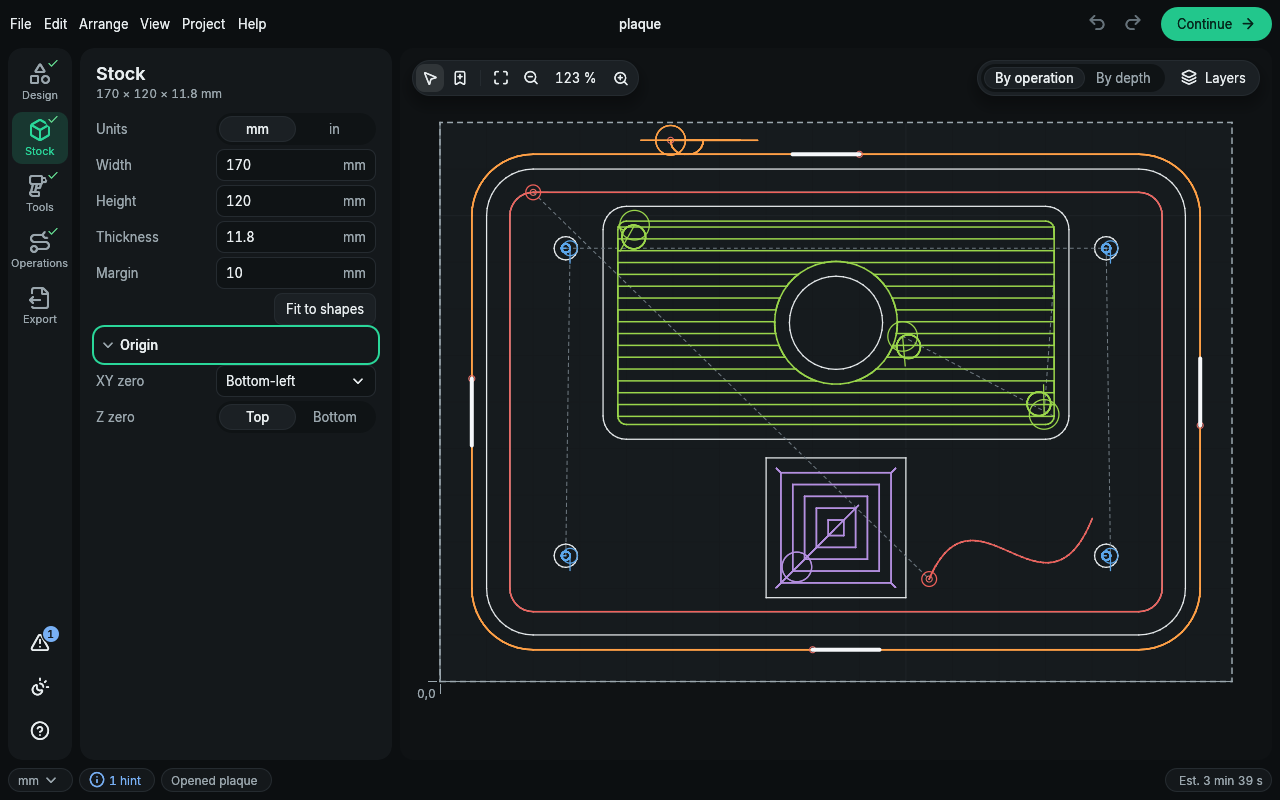 File Edit Arrange View Project Help
plaque
Continue
Design
Stock
Tools
Operations
Export
1
Stock
170 × 120 × 11.8 mm
Units mm in
Width 170 mm
Height 120 mm
Thickness 11.8 mm
Margin 10 mm
Fit to shapes
Origin
XY zero Bottom-left
Z zero Top Bottom
123 %
By operation By depth Layers
0,0
mm 1 hint Opened plaque Est. 3 min 39 s